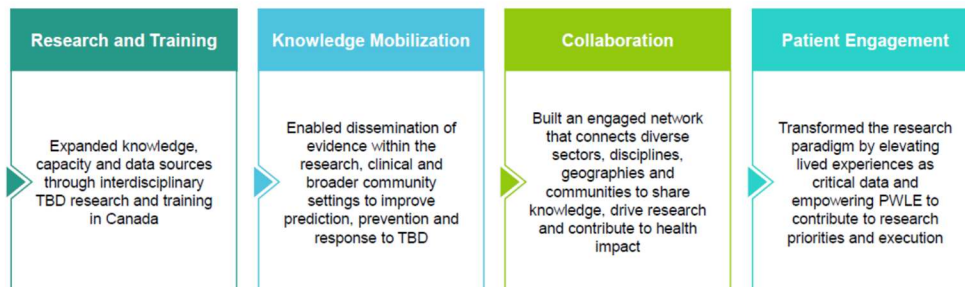 Research and Training
Expanded knowledge,
capacity and data sources
through interdisciplinary
TBD research and training
in Canada
Knowledge Mobilization
Enabled dissemination of
evidence within the
research, clinical and
broader community
settings to improve
prediction, prevention and
response to TBD
Collaboration
Built an engaged network
that connects diverse
sectors, disciplines,
geographies and
communities to share
knowledge, drive research
and contribute to health
impact
Patient Engagement
Transformed the research
paradigm by elevating
lived experiences as
critical data and
empowering PWLE to
contribute to research
priorities and execution